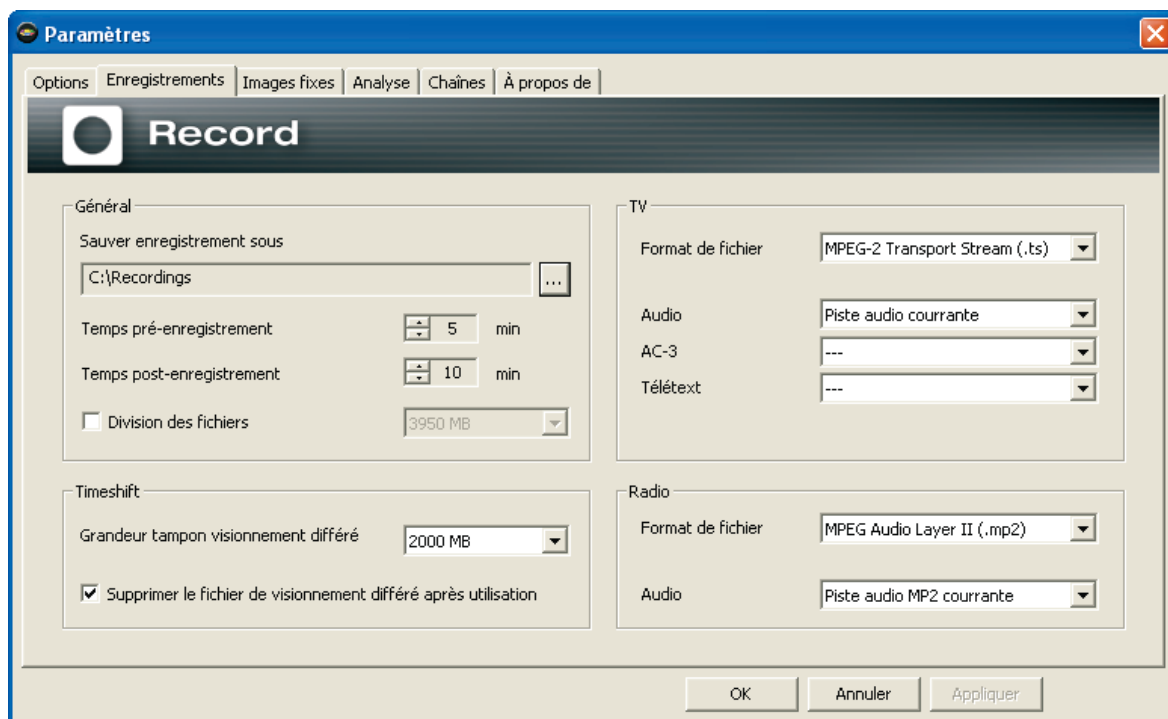 Paramètres
Options Enregistrements Images fixes Analyse Chaînes À propos de
Record
Général
Sauver enregistrement sous
C:\Recordings
...
Temps pré-enregistrement 5 min
Temps post-enregistrement 10 min
Division des fichiers 3950 MB
Timeshift
Grandeur tampon visionnement différé 2000 MB
Supprimer le fichier de visionnement différé après utilisation
TV
Format de fichier MPEG-2 Transport Stream (.ts)
Audio Piste audio courrante
AC-3 ---
Télétext ---
Radio
Format de fichier MPEG Audio Layer II (.mp2)
Audio Piste audio MP2 courrante
OK Annuler Appliquer